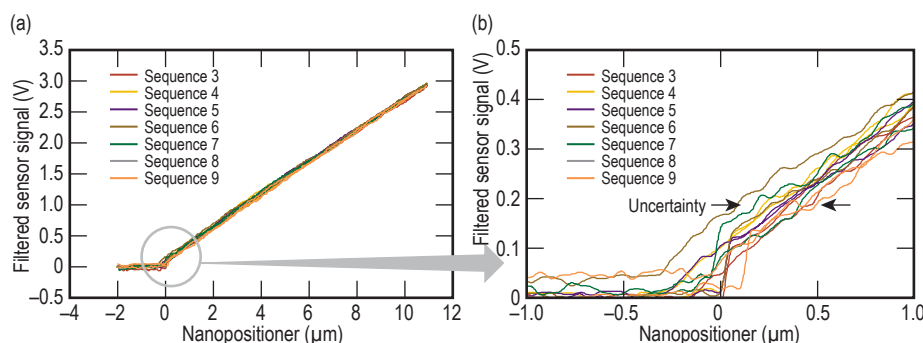 (a)
3.5
3.0
2.5
2.0
1.5
1.0
0.5
0
–0.5
Filtered sensor signal (V)
Sequence 3
Sequence 4
Sequence 5
Sequence 6
Sequence 7
Sequence 8
Sequence 9
–4 –2 0 2 4 6 8 10 12
Nanopositioner (µm)
(b)
0.5
0.4
0.3
0.2
0.1
0
Filtered sensor signal (V)
Sequence 3
Sequence 4
Sequence 5
Sequence 6
Sequence 7
Sequence 8
Sequence 9
Uncertainty
–1.0 –0.5 0 0.5 1.0
Nanopositioner (µm)